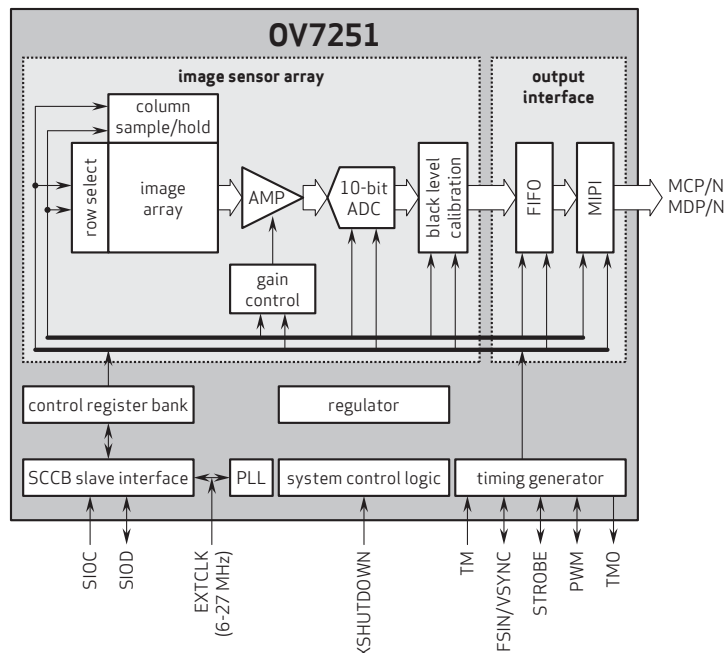 OV7251
image sensor array
output
interface
column
sample/hold
row select
image
array
AMP
10-bit
ADC
black level
calibration
FIFO
MIPI
MCP/N
MDP/N
gain
control
control register bank
regulator
SCCB slave interface
PLL
system control logic
timing generator
SIOC
SIOD
EXTCLK
(6-27 MHz)
XSHUTDOWN
TM
FSIN/VSYNC
STROBE
PWM
TMO